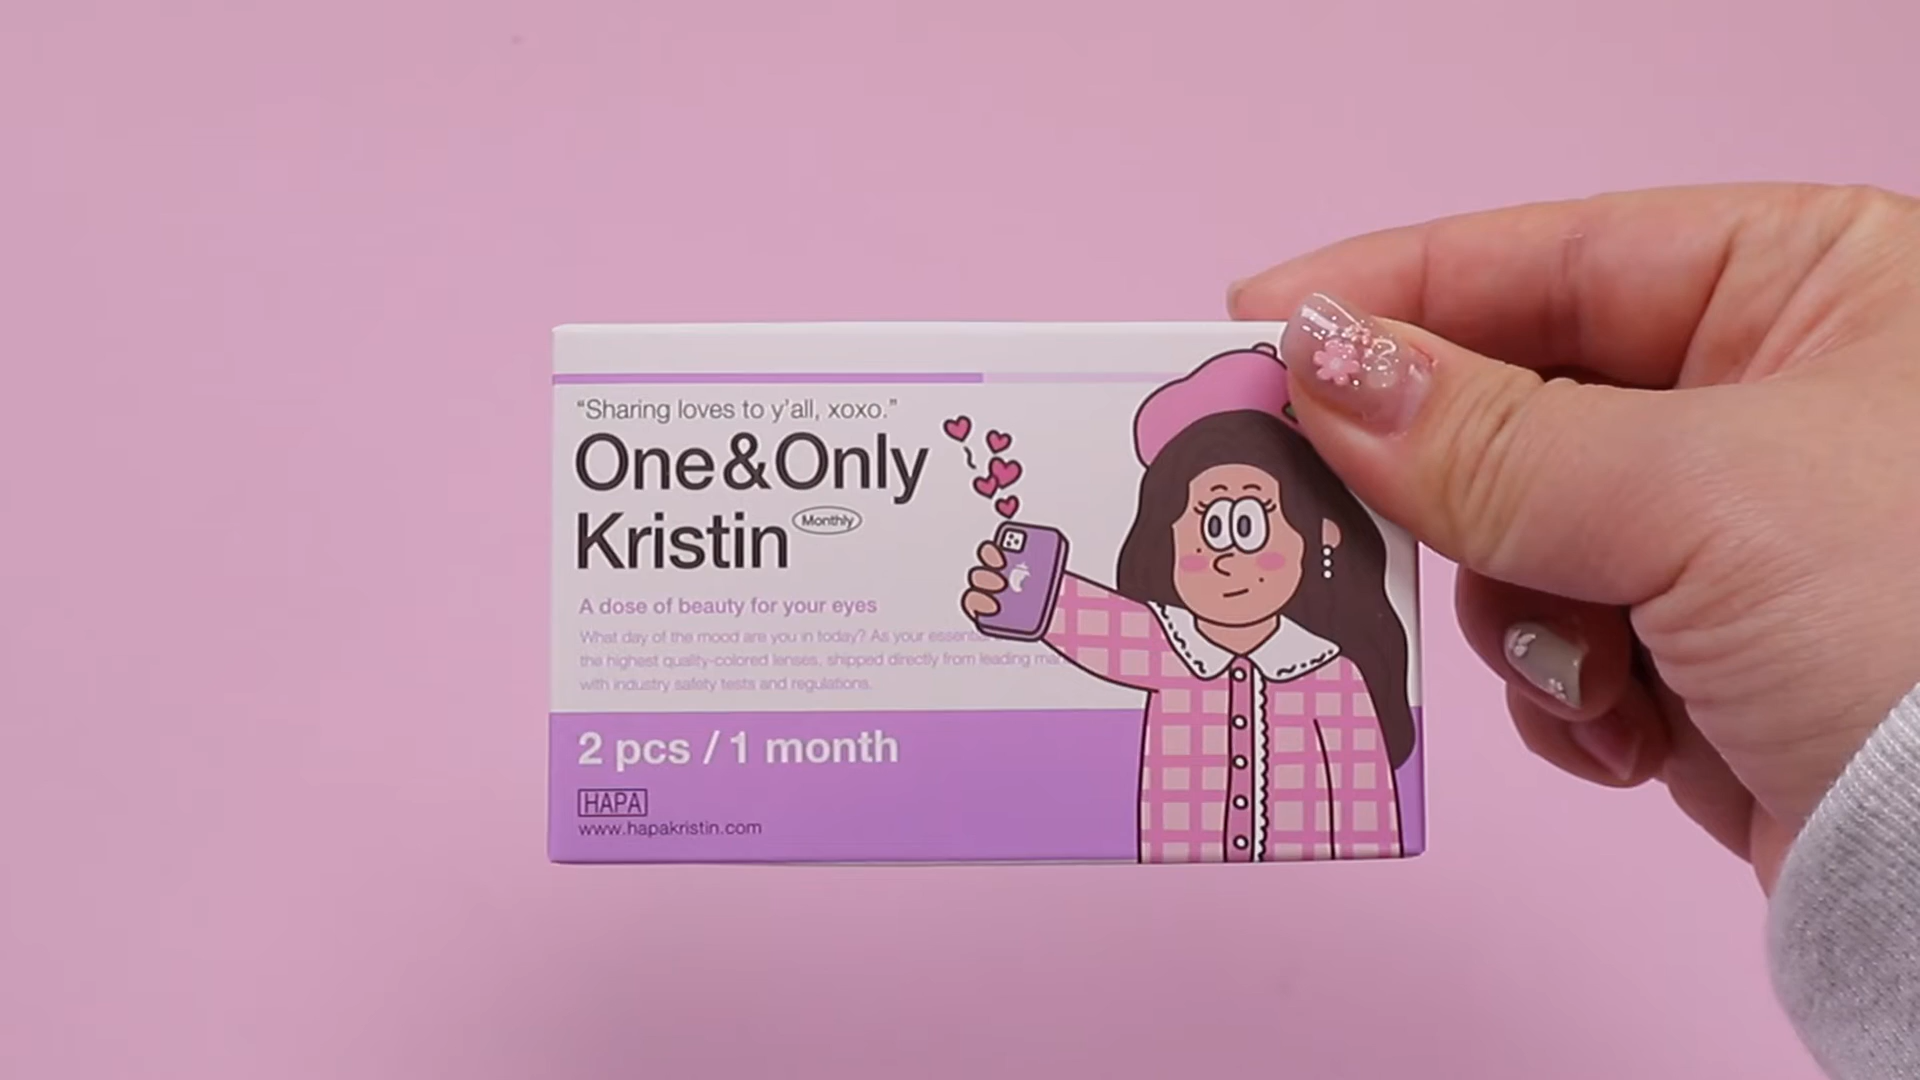 “Sharing loves to y’all, xoxo.”
One&Only
Kristin Monthly
A dose of beauty for your eyes
What day of the mood are you in today? As your essential
the highest quality-colored lenses, shipped directly from leading
with industry safety tests and regulations.
2 pcs / 1 month
HAPA
www.hapakristin.com